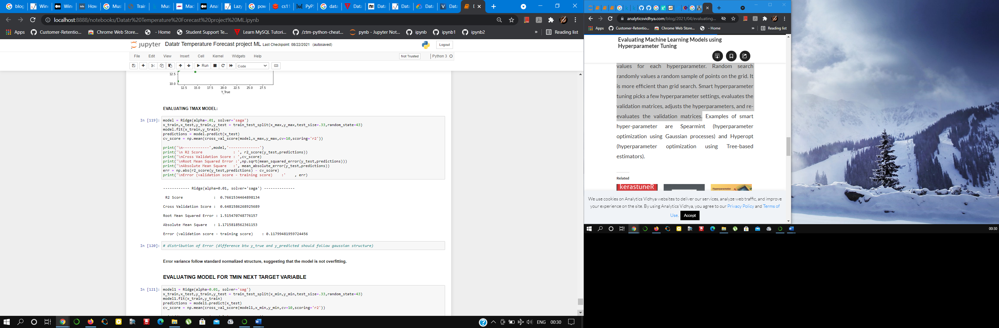 blog
Wind
Wind
How
Mus
Train
Mus
Mac
Anal
Lazy
pow
cs11
PyPS
data
Data
Data
Data
Data
Data
localhost:8888/notebooks/Datatr%20Temperature%20Forecast%20project%20ML.ipynb
Apps
Customer-Retentio...
Chrome Web Store...
- Home
Student Support Te...
Learn MySQL Tutori...
/ztm-python-cheat...
pynb - Jupyter Not...
ipynb
ipynb1
ipynb2
»
Reading list
jupyter Datatr Temperature Forecast project ML Last Checkpoint: 08/22/2021 (autosaved)
Logout
File Edit View Insert Cell Kernel Widgets Help
Not Trusted
Python 3
Run
Code
12.5
10.0
12.5 15.0 17.5 20.0 22.5 25.0 27.5
Y_True
EVALUATING TMAX MODEL:
In [119]: model = Ridge(alpha=.01, solver='saga')
x_train,x_test,y_train,y_test = train_test_split(x_max,y_max,test_size=.33,random_state=43)
model.fit(x_train,y_train)
predictions = model.predict(x_test)
cv_score = np.mean(cross_val_score(model,x_max,y_max,cv=10,scoring='r2'))
print('\n------------',model,'--------------')
print('\n R2 Score              : ', r2_score(y_test,predictions))
print('\nCross Validation Score : ',cv_score)
print('\nRoot Mean Squared Error :',np.sqrt(mean_squared_error(y_test,predictions)))
print('\nAbsolute Mean Square   :', mean_absolute_error(y_test,predictions))
err = np.abs(r2_score(y_test,predictions) - cv_score)
print('\nError (validation score - training score)    :'    , err)
------------ Ridge(alpha=0.01, solver='saga') --------------
R2 Score              :  0.7661534464898134
Cross Validation Score :  0.6481586268925689
Root Mean Squared Error : 1.515470748776157
Absolute Mean Square   : 1.1715818562361153
Error (validation score - training score)    : 0.11799481959724456
In [120]: # distribution of Error (difference btw y_true and y_predicted should follow gaussian structure)
Error variance follow standard normalized structure, suggesting that the model is not overfitting.
EVALUATING MODEL FOR TMIN NEXT TARGET VARIABLE
In [121]: model1 = Ridge(alpha=0.01, solver='sag')
x_train,x_test,y_train,y_test = train_test_split(x_min,y_min,test_size=.33,random_state=43)
model1.fit(x_train,y_train)
predictions = model1.predict(x_test)
cv_score = np.mean(cross_val_score(model1,x_min,y_min,cv=10,scoring='r2'))
ENG 00:30
analyticsvidhya.com/blog/2021/04/evaluating...
Apps
Customer-Retentio...
Chrome Web Store...
- Home
»
Reading list
Evaluating Machine Learning Models using
Hyperparameter Tuning
values for each hyperparameter. Random search
randomly values a random sample of points on the grid. It
is more efficient than grid search. Smart hyperparameter
tuning picks a few hyperparameter settings, evaluates the
validation matrices, adjusts the hyperparameters, and re-
evaluates the validation matrices. Examples of smart
hyper-parameter are Spearmint (hyperparameter
optimization using Gaussian processes) and Hyperopt
(hyperparameter optimization using Tree-based
estimators).
Related
kerastuneR
Hyperparameter
We use cookies on Analytics Vidhya websites to deliver our services, analyze web traffic, and improve
your experience on the site. By using Analytics Vidhya, you agree to our Privacy Policy and Terms of
Use. Accept
00:30